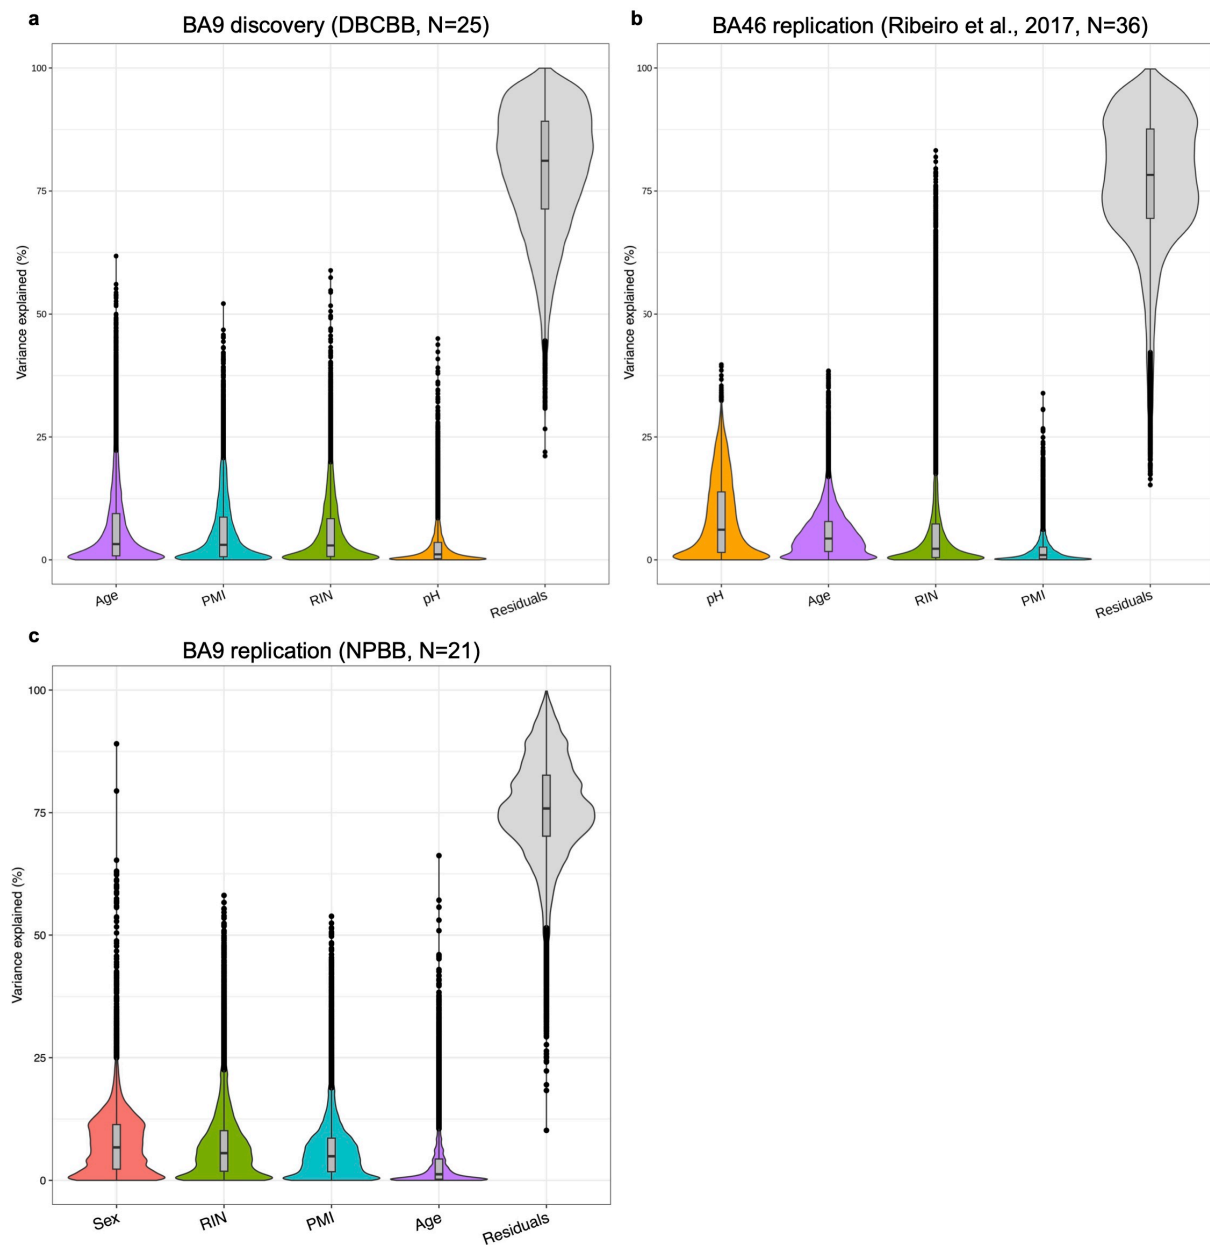 a
BA9 discovery (DBCBB, N=25)
Variance explained (%)
100
75
50
25
0
Age
PMI
RIN
pH
Residuals
b
BA46 replication (Ribeiro et al., 2017, N=36)
Variance explained (%)
100
75
50
25
0
pH
Age
RIN
PMI
Residuals
c
BA9 replication (NPBB, N=21)
Variance explained (%)
100
75
50
25
0
Sex
RIN
PMI
Age
Residuals